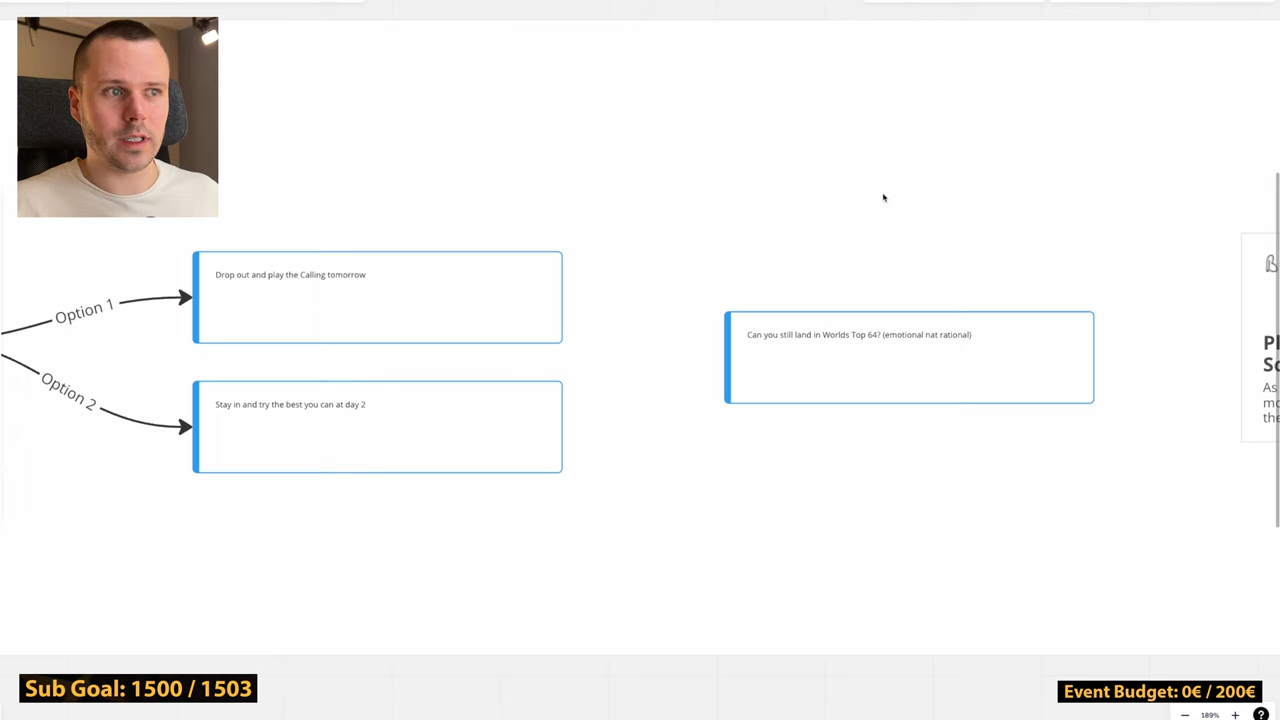 Option 1
Drop out and play the Calling tomorrow
Option 2
Stay in and try the best you can at day 2
Can you still land in Worlds Top 64? (emotional nat rational)
As
Sub Goal: 1500 / 1503
Event Budget: 0€ / 200€
189%